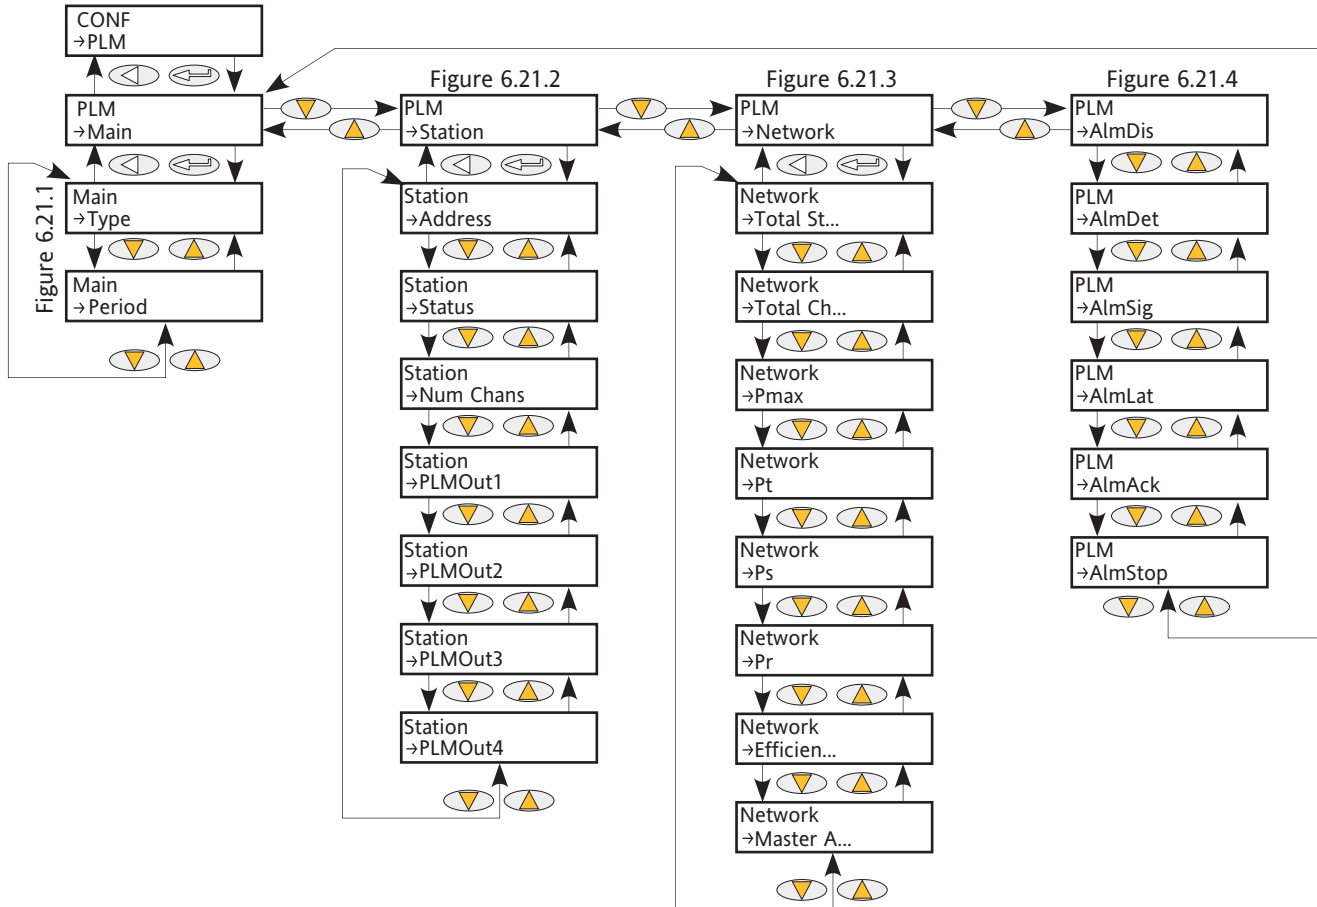 CONF
→PLM
Figure 6.21.2
Figure 6.21.3
Figure 6.21.4
PLM
→Main
PLM
→Station
PLM
→Network
PLM
→AlmDis
Figure 6.21.1
Main
→Type
Main
→Period
Station
→Address
Station
→Status
Station
→Num Chans
Station
→PLMOut1
Station
→PLMOut2
Station
→PLMOut3
Station
→PLMOut4
Network
→Total St...
Network
→Total Ch...
Network
→Pmax
Network
→Pt
Network
→Ps
Network
→Pr
Network
→Efficien...
Network
→Master A...
PLM
→AlmDet
PLM
→AlmSig
PLM
→AlmLat
PLM
→AlmAck
PLM
→AlmStop